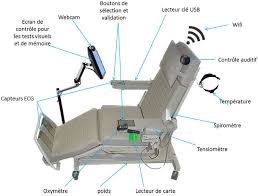 Boutons de
sélection et
validation
Lecteur dé USB
Webcam
Wifi
Ecran de
contrôle pour
les tests visuels
et de mémoire
Contrôle auditif
Capteurs ECG
Température
Spiromètre
Tensiomètre
Oxymètre
poids
Lecteur de carte